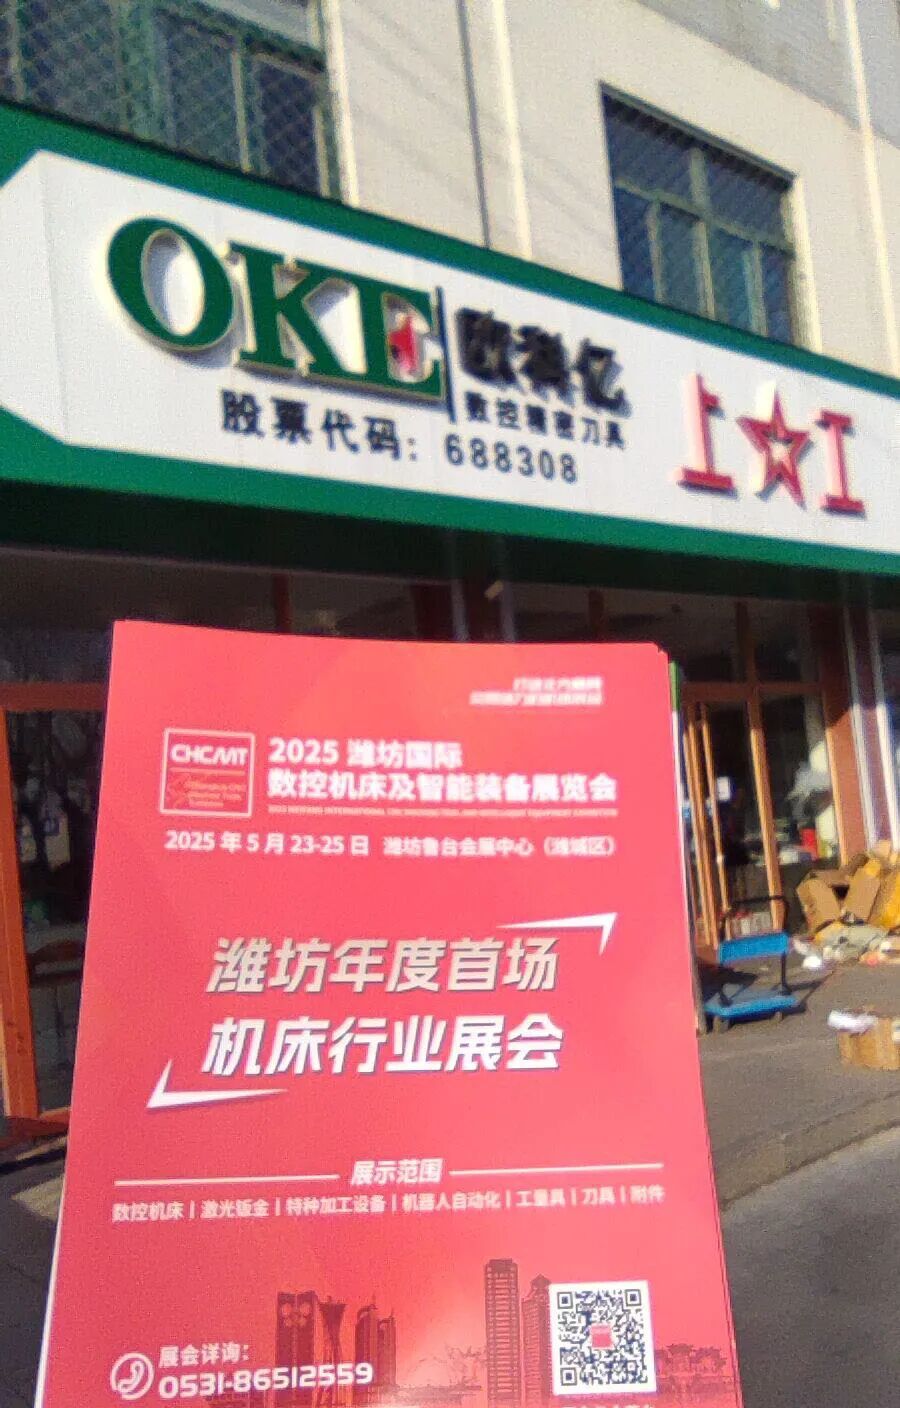 OKE 欧科亿
数控精密刀具
股票代码：688308
上工
CHCMT
2025 潍坊国际
数控机床及智能装备展览会
2025 年 5 月 23-25 日 潍坊鲁台会展中心（潍城区）
潍坊年度首场
机床行业展会
展示范围
数控机床 | 激光钣金 | 特种加工设备 | 机器人自动化 | 工量具 | 刀具 | 附件
展会详询：
0531-86512559